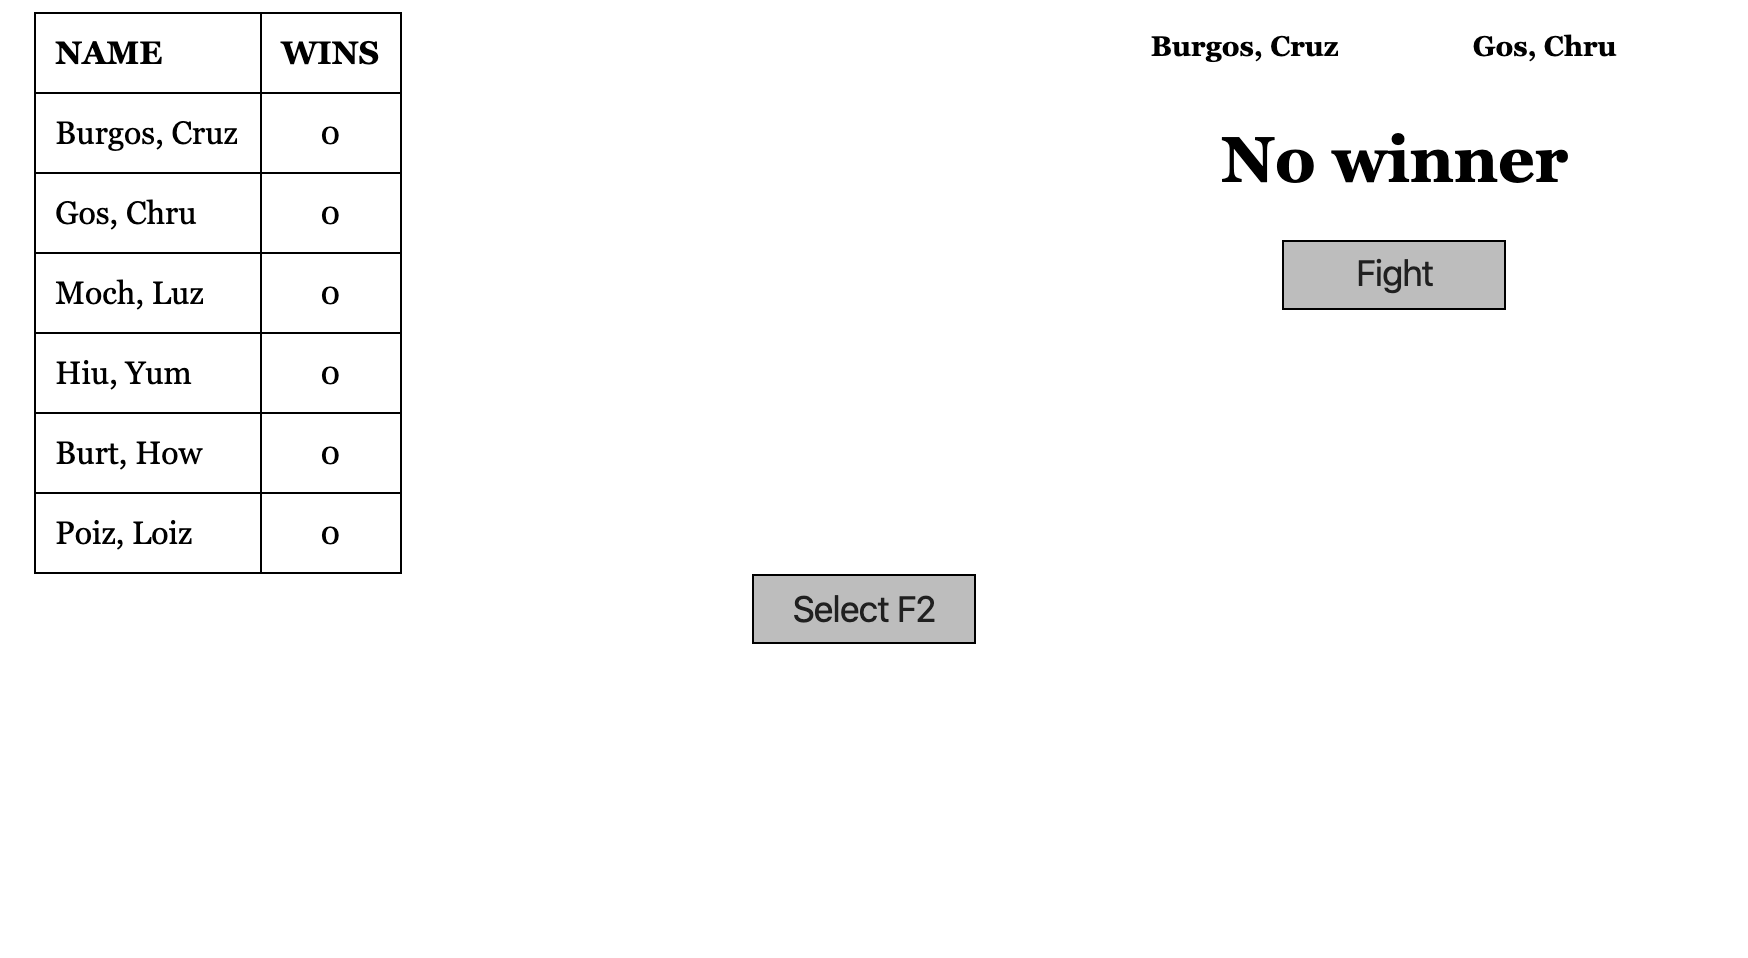 NAME WINS
Burgos, Cruz 0
Gos, Chru 0
Moch, Luz 0
Hiu, Yum 0
Burt, How 0
Poiz, Loiz 0
Select F2
Burgos, Cruz Gos, Chru
No winner
Fight